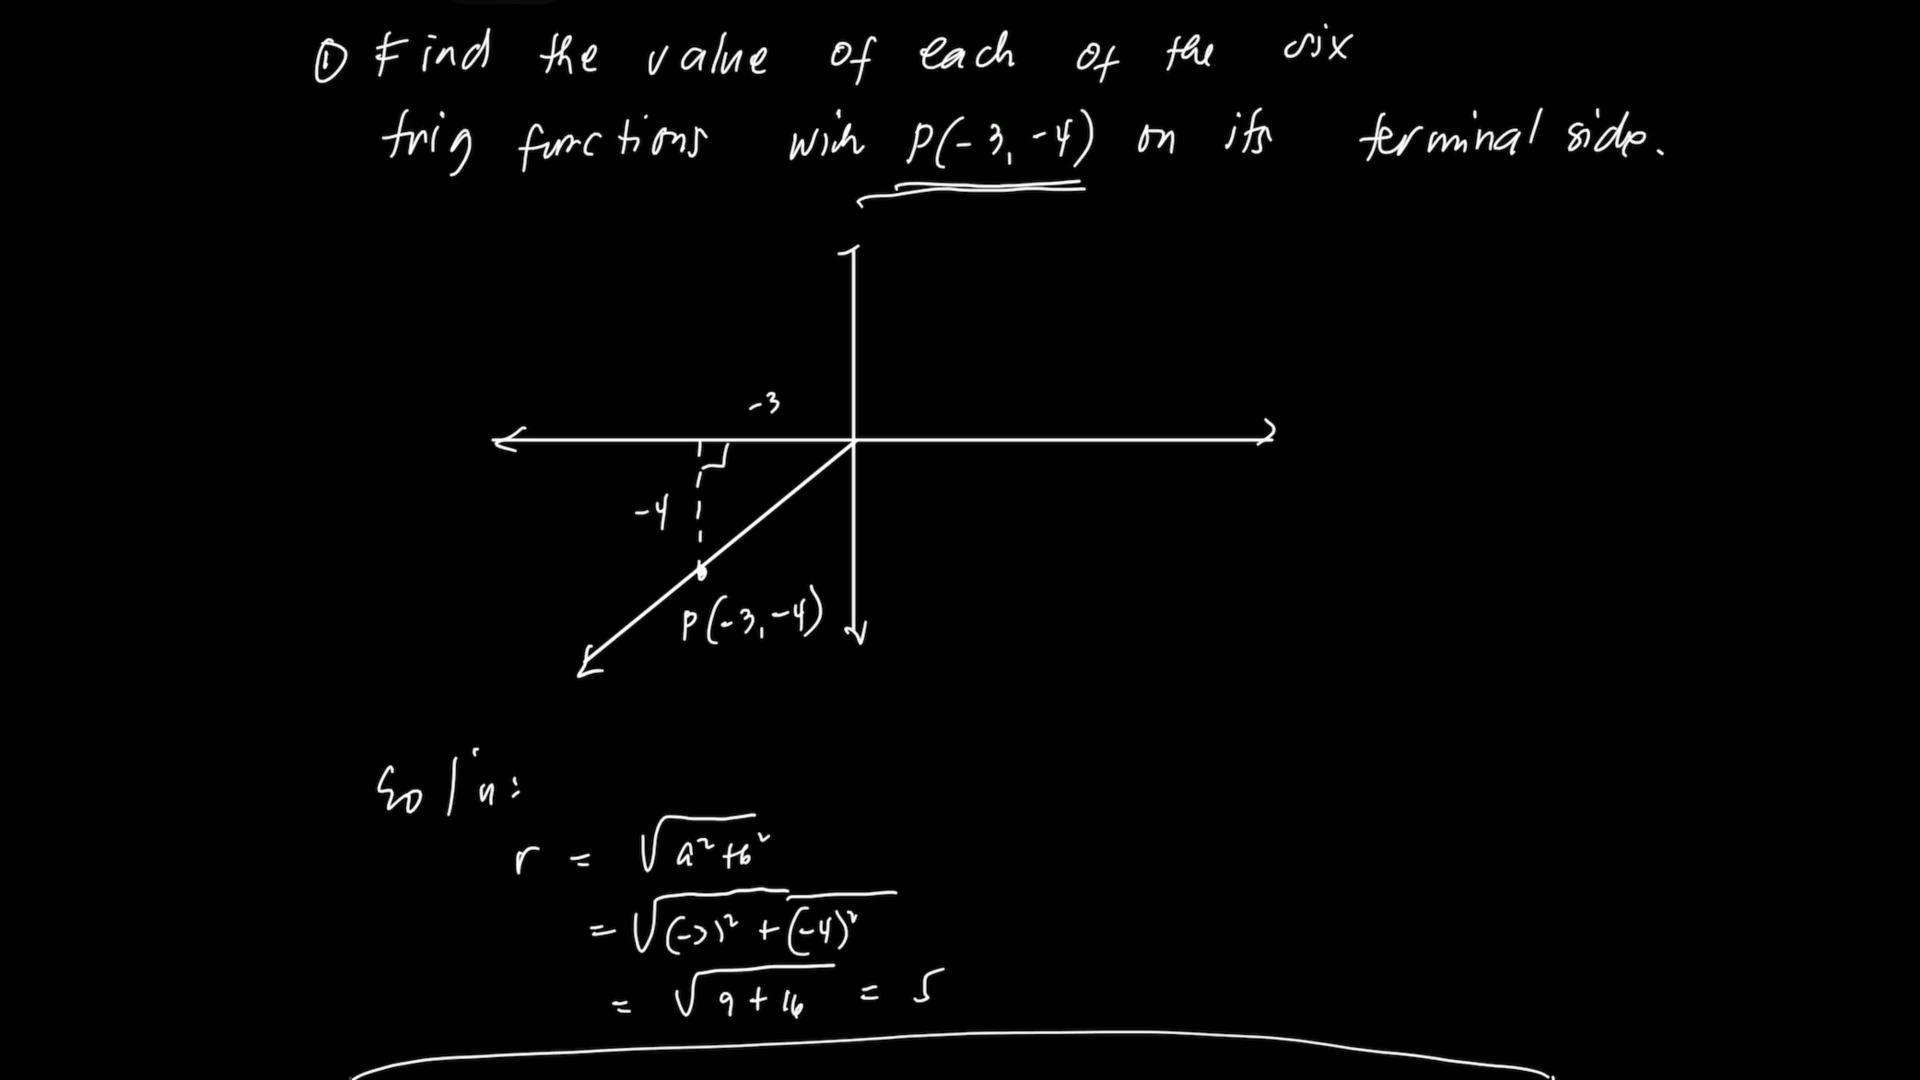 ① Find the value of each of the six
trig functions with P(-3, -4) on its terminal side.
-3
-4
P(-3, -4)
Sol'n:
r = √a² + b²
= √(-3)² + (-4)²
= √9 + 16 = 5